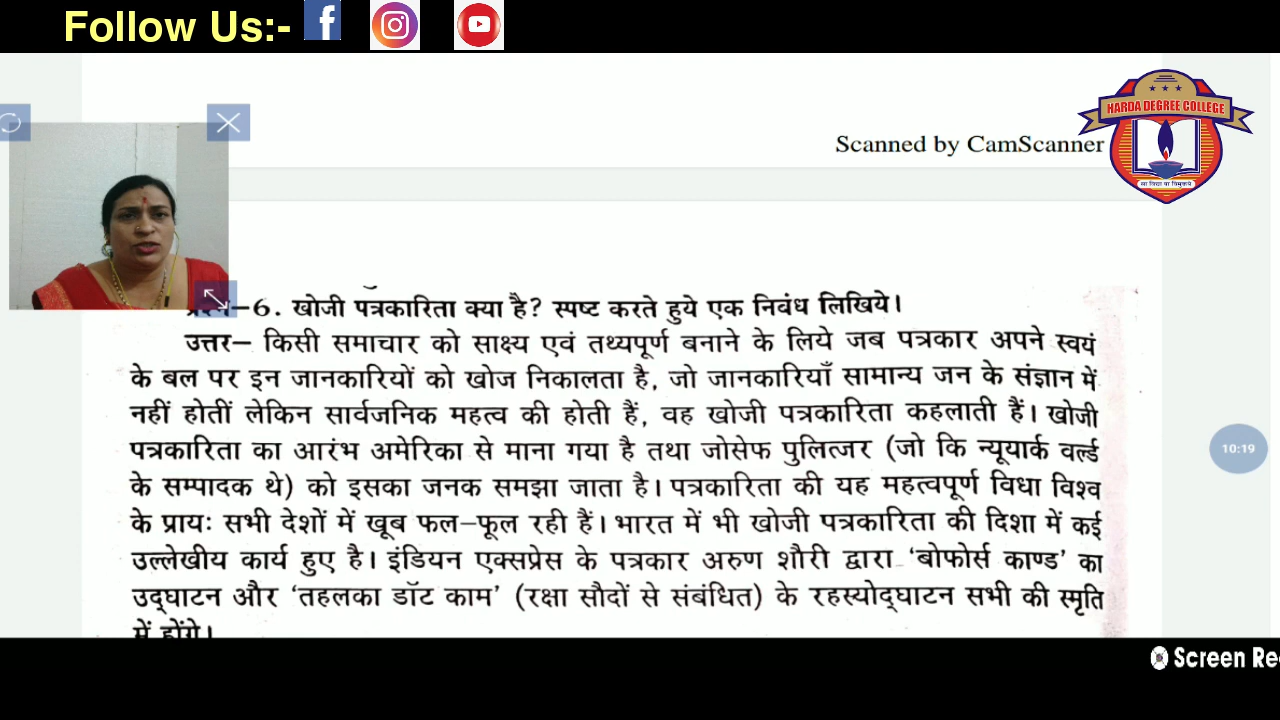 Follow Us:-
HARDA DEGREE COLLEGE
सा विद्या या विमुक्तये
Scanned by CamScanner
प्रश्न–6. खोजी पत्रकारिता क्या है? स्पष्ट करते हुये एक निबंध लिखिये।
उत्तर– किसी समाचार को साक्ष्य एवं तथ्यपूर्ण बनाने के लिये जब पत्रकार अपने स्वयं
के बल पर इन जानकारियों को खोज निकालता है, जो जानकारियाँ सामान्य जन के संज्ञान में
नहीं होतीं लेकिन सार्वजनिक महत्व की होती हैं, वह खोजी पत्रकारिता कहलाती हैं। खोजी
पत्रकारिता का आरंभ अमेरिका से माना गया है तथा जोसेफ पुलित्जर (जो कि न्यूयार्क वर्ल्ड
के सम्पादक थे) को इसका जनक समझा जाता है। पत्रकारिता की यह महत्वपूर्ण विधा विश्व
के प्रायः सभी देशों में खूब फल–फूल रही हैं। भारत में भी खोजी पत्रकारिता की दिशा में कई
उल्लेखीय कार्य हुए है। इंडियन एक्सप्रेस के पत्रकार अरुण शौरी द्वारा ‘बोफोर्स काण्ड’ का
उद्घाटन और ‘तहलका डॉट काम’ (रक्षा सौदों से संबंधित) के रहस्योद्घाटन सभी की स्मृति
में होंगे।
10:19
Screen Re